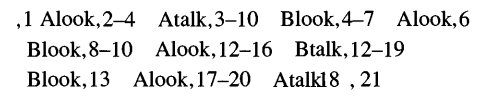 ,1 Alook,2–4 Atalk,3–10 Blook,4–7 Alook,6
Blook,8–10 Alook,12–16 Btalk,12–19
Blook,13 Alook,17–20 Atalk18 , 21